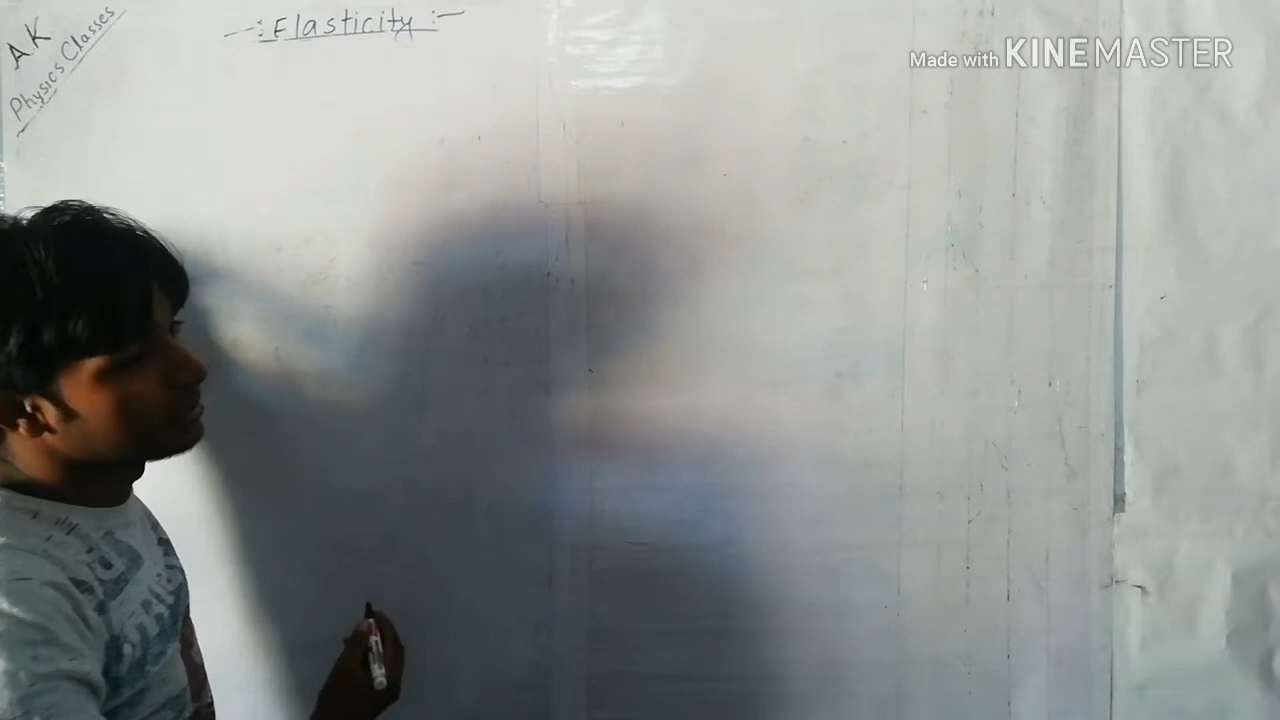 AK
Physics Classes
-: Elasticity :-
Made with KINEMASTER